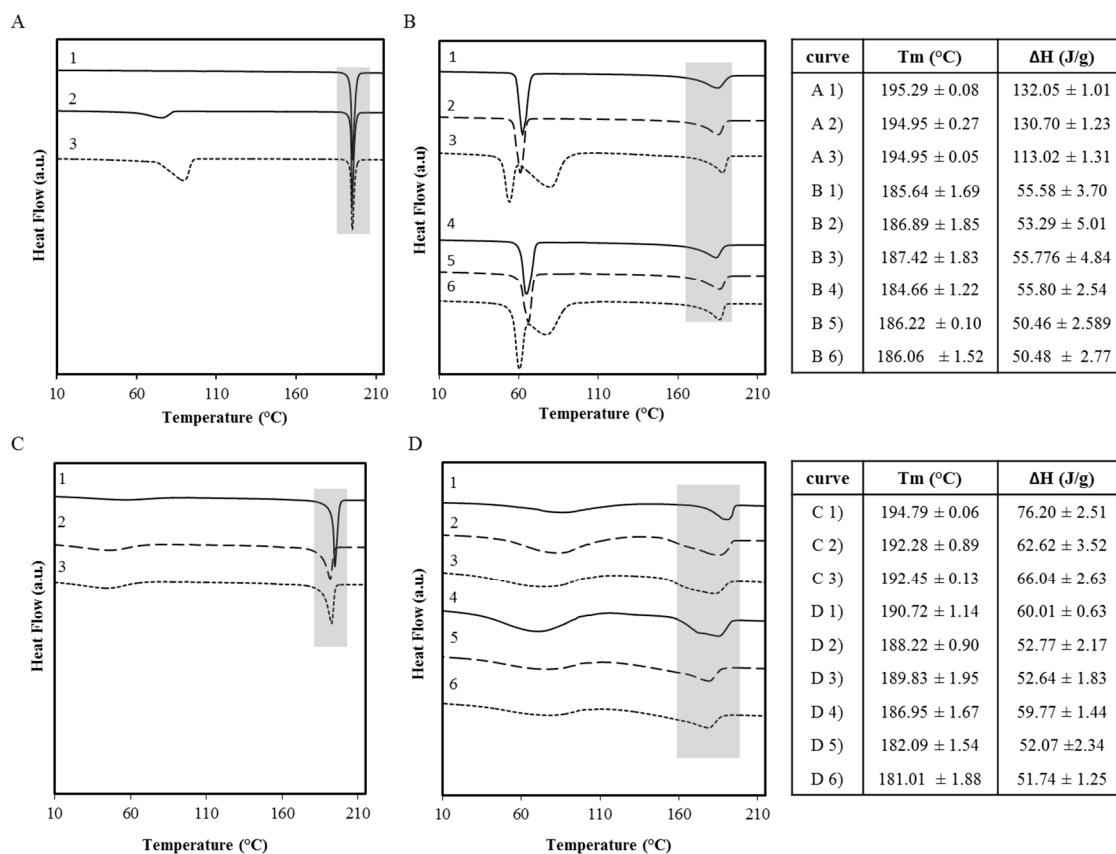 A
B
1
2
3
Heat Flow (a.u.)
10 60 110 160 210
Temperature (°C)
1
2
3
4
5
6
Heat Flow (a.u)
10 60 110 160 210
Temperature (°C)
curve Tm (°C) ΔH (J/g)
A 1) 195.29 ± 0.08 132.05 ± 1.01
A 2) 194.95 ± 0.27 130.70 ± 1.23
A 3) 194.95 ± 0.05 113.02 ± 1.31
B 1) 185.64 ± 1.69 55.58 ± 3.70
B 2) 186.89 ± 1.85 53.29 ± 5.01
B 3) 187.42 ± 1.83 55.776 ± 4.84
B 4) 184.66 ± 1.22 55.80 ± 2.54
B 5) 186.22 ± 0.10 50.46 ± 2.589
B 6) 186.06 ± 1.52 50.48 ± 2.77
C
D
1
2
3
Heat Flow (a.u.)
10 60 110 160 210
Temperature (°C)
1
2
3
4
5
6
Heat Flow (a.u.)
10 60 110 160 210
Temperature (°C)
curve Tm (°C) ΔH (J/g)
C 1) 194.79 ± 0.06 76.20 ± 2.51
C 2) 192.28 ± 0.89 62.62 ± 3.52
C 3) 192.45 ± 0.13 66.04 ± 2.63
D 1) 190.72 ± 1.14 60.01 ± 0.63
D 2) 188.22 ± 0.90 52.77 ± 2.17
D 3) 189.83 ± 1.95 52.64 ± 1.83
D 4) 186.95 ± 1.67 59.77 ± 1.44
D 5) 182.09 ± 1.54 52.07 ±2.34
D 6) 181.01 ± 1.88 51.74 ± 1.25